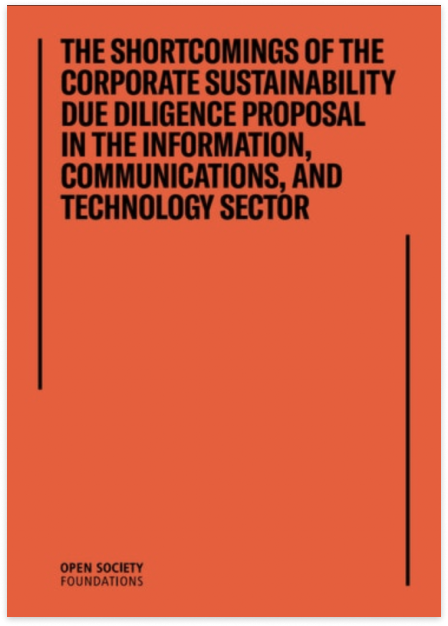 THE SHORTCOMINGS OF THE
CORPORATE SUSTAINABILITY
DUE DILIGENCE PROPOSAL
IN THE INFORMATION,
COMMUNICATIONS, AND
TECHNOLOGY SECTOR
OPEN SOCIETY
FOUNDATIONS